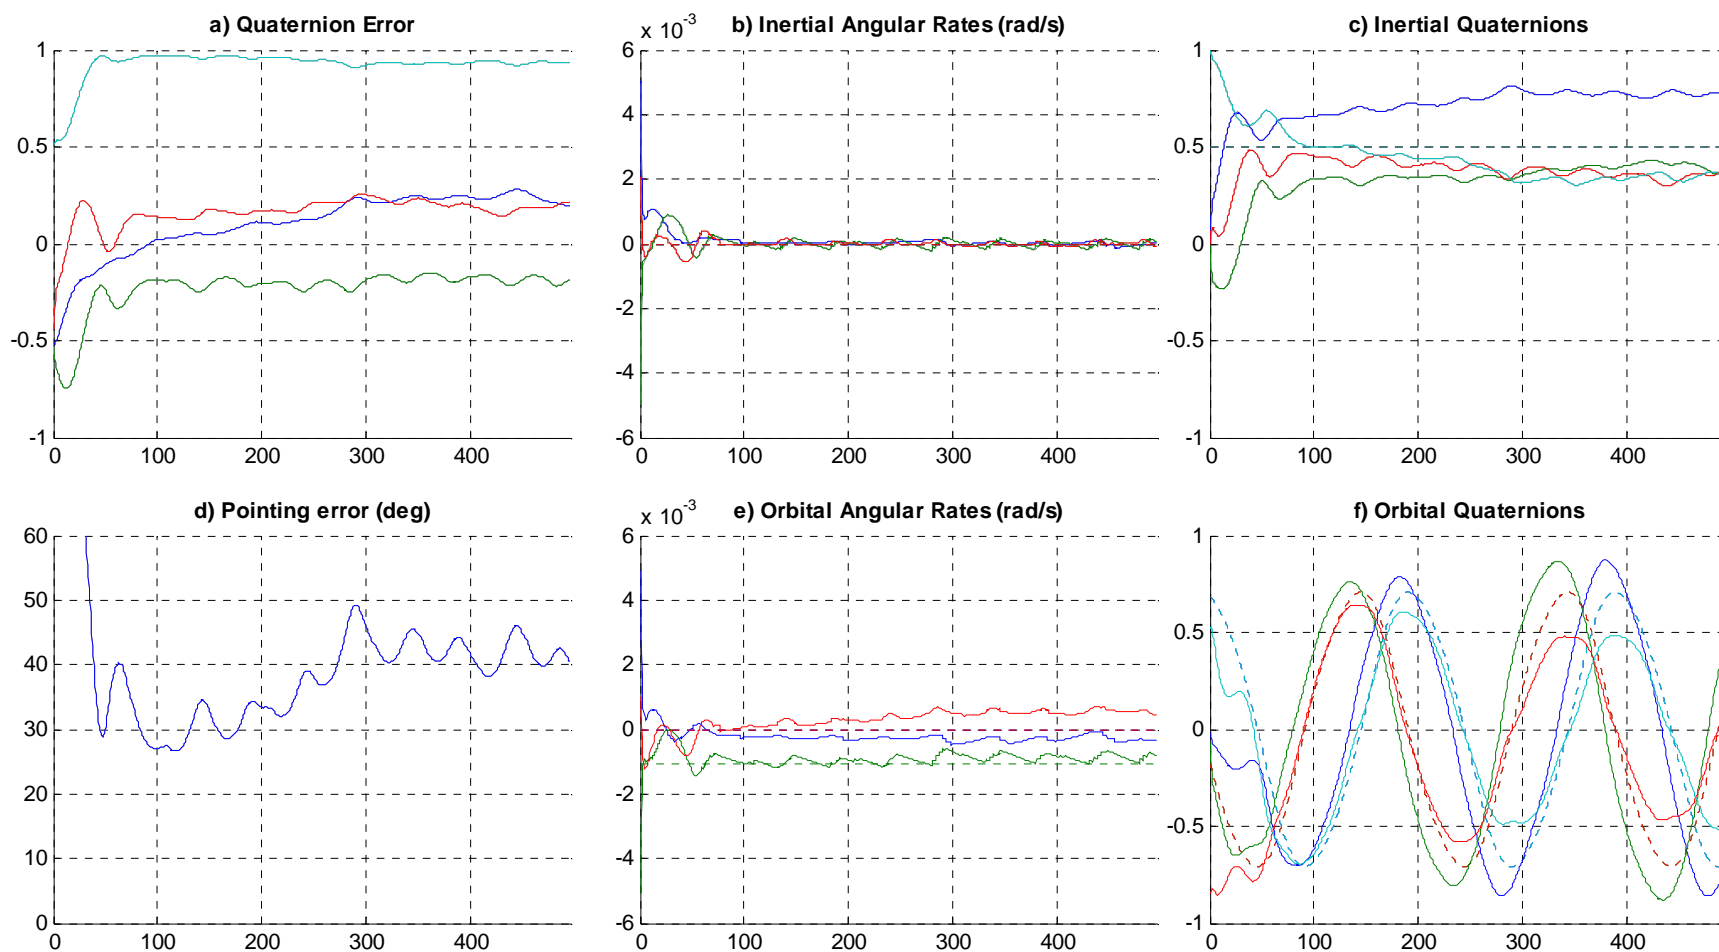 a) Quaternion Error
1
0.5
0
-0.5
-1
0 100 200 300 400
b) Inertial Angular Rates (rad/s)
x 10-3
6
4
2
0
-2
-4
-6
0 100 200 300 400
c) Inertial Quaternions
1
0.5
0
-0.5
-1
0 100 200 300 400
d) Pointing error (deg)
60
50
40
30
20
10
0
0 100 200 300 400
e) Orbital Angular Rates (rad/s)
x 10-3
6
4
2
0
-2
-4
-6
0 100 200 300 400
f) Orbital Quaternions
1
0.5
0
-0.5
-1
0 100 200 300 400